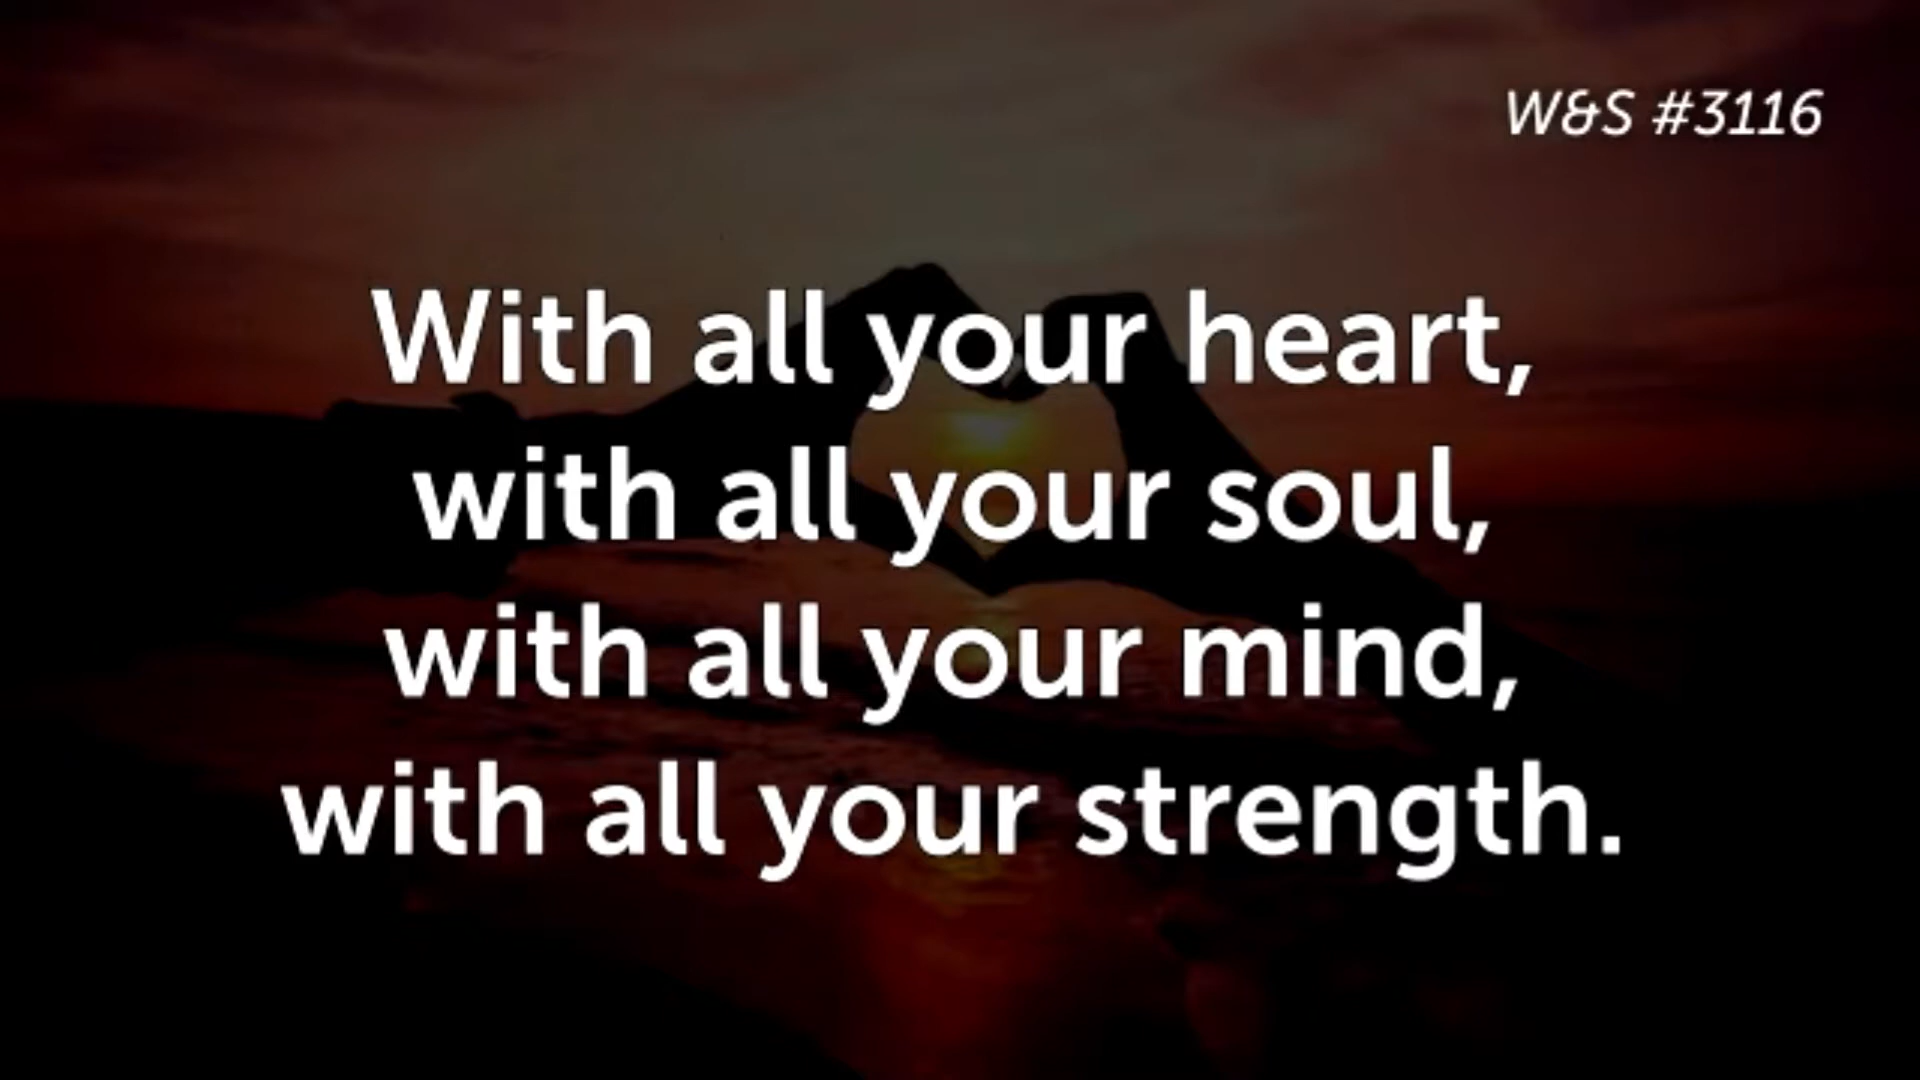 W&S #3116
With all your heart,
with all your soul,
with all your mind,
with all your strength.